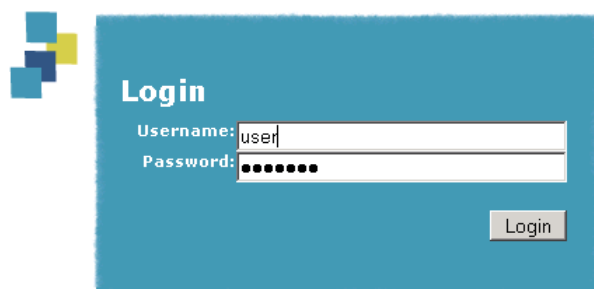 Login
Username: user
Password: •••••••
Login